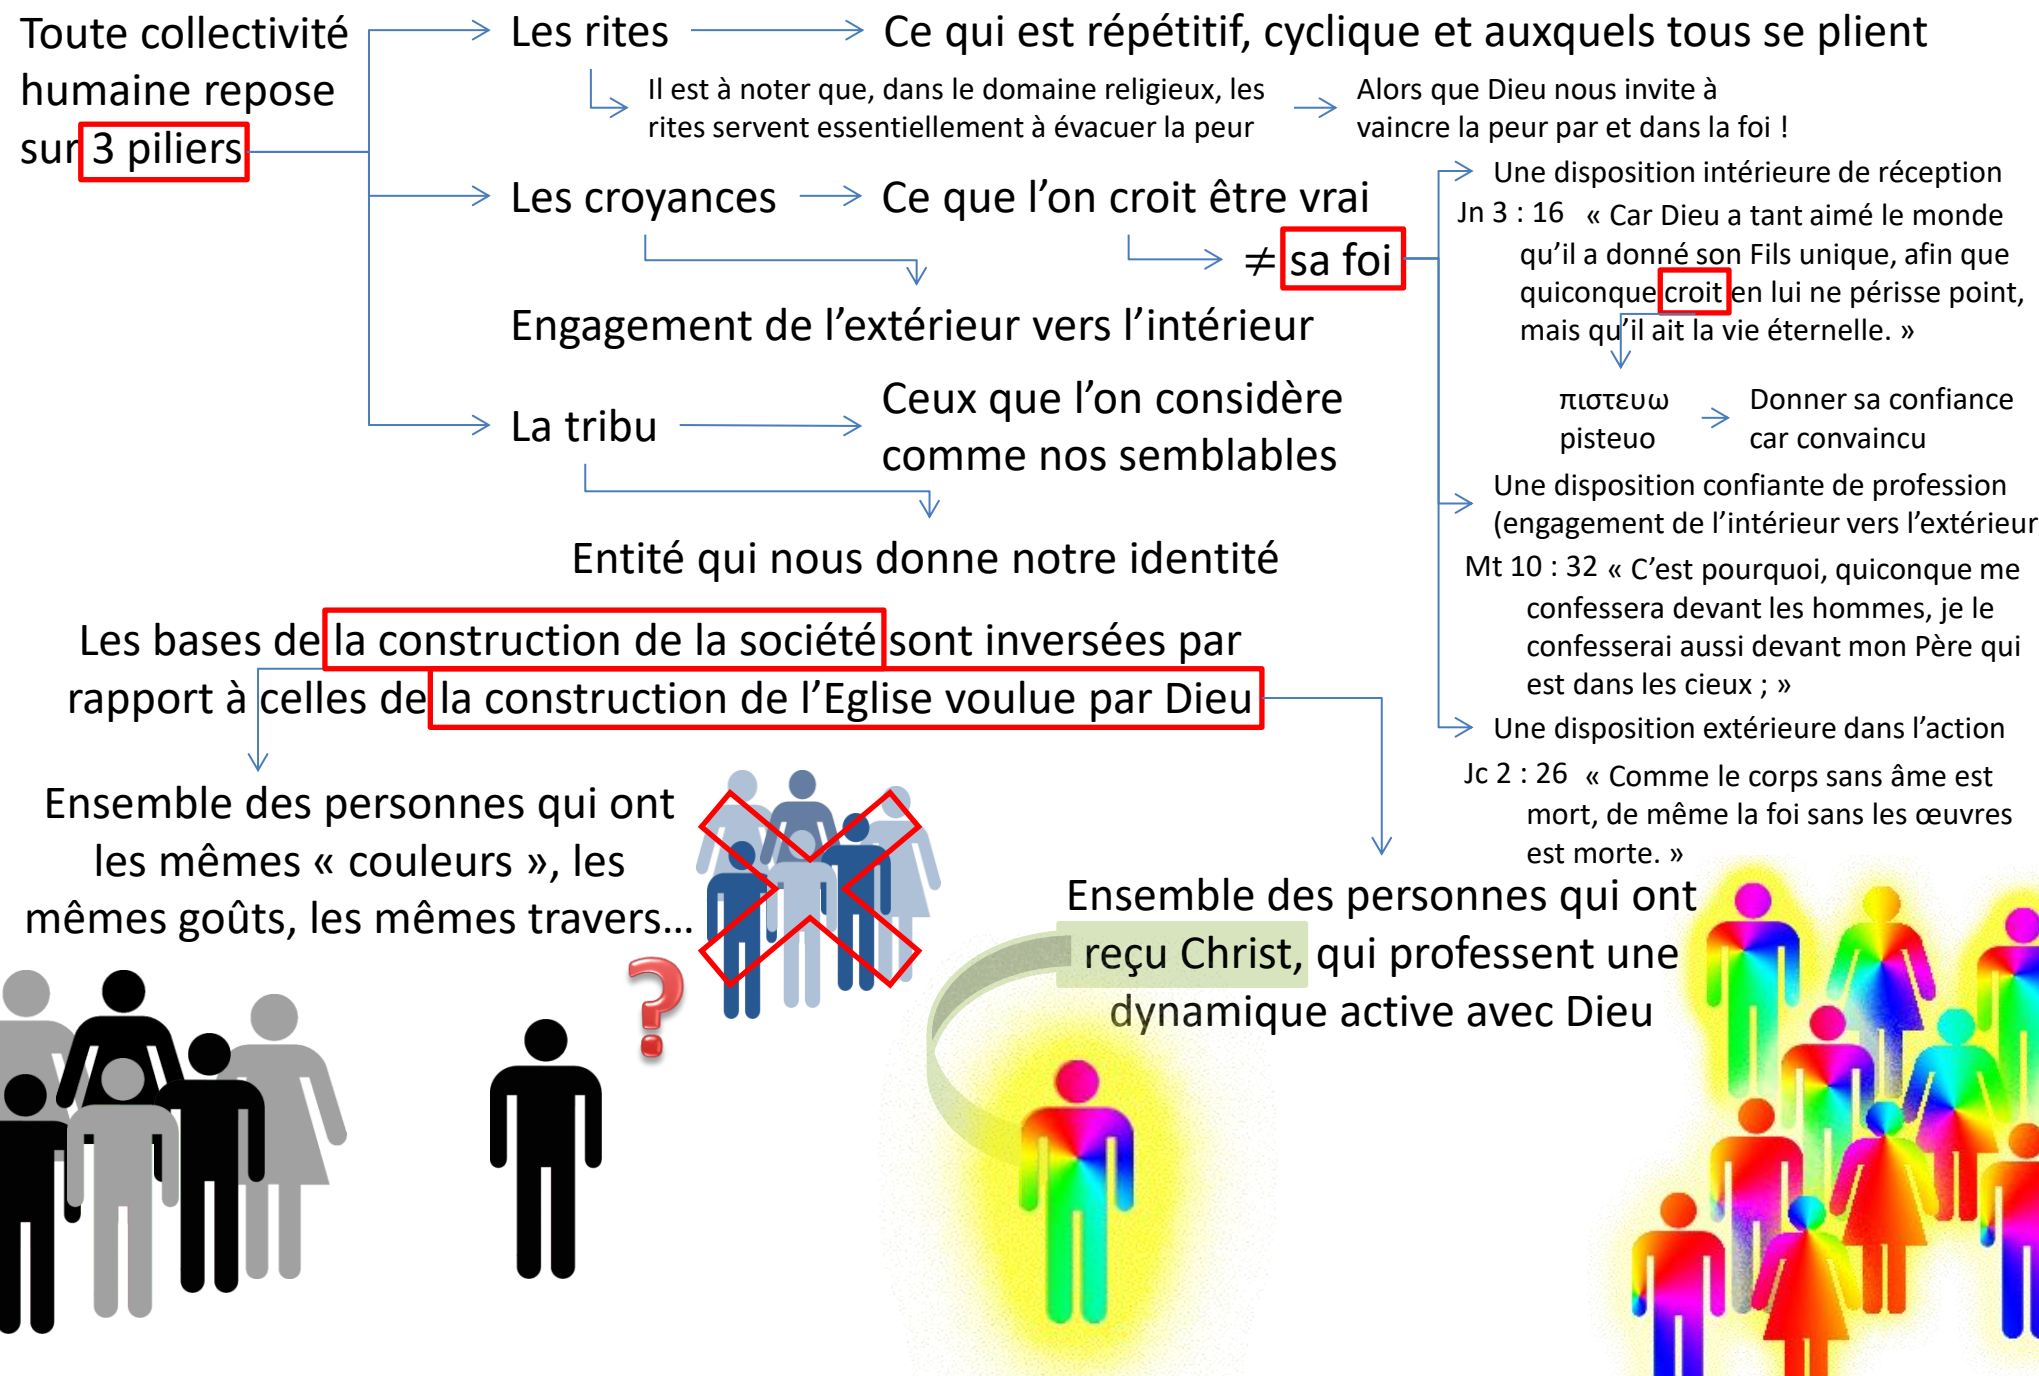 Toute collectivité
humaine repose
sur 3 piliers
Les rites
Ce qui est répétitif, cyclique et auxquels tous se plient
Il est à noter que, dans le domaine religieux, les
rites servent essentiellement à évacuer la peur
Alors que Dieu nous invite à
vaincre la peur par et dans la foi !
Les croyances
Ce que l’on croit être vrai
≠ sa foi
Engagement de l’extérieur vers l’intérieur
La tribu
Ceux que l’on considère
comme nos semblables
Entité qui nous donne notre identité
Une disposition intérieure de réception
Jn 3 : 16 « Car Dieu a tant aimé le monde
qu’il a donné son Fils unique, afin que
quiconque croit en lui ne périsse point,
mais qu’il ait la vie éternelle. »
πιστευω
pisteuo
Donner sa confiance
car convaincu
Une disposition confiante de profession
(engagement de l’intérieur vers l’extérieur
Mt 10 : 32 « C’est pourquoi, quiconque me
confessera devant les hommes, je le
confesserai aussi devant mon Père qui
est dans les cieux ; »
Une disposition extérieure dans l’action
Jc 2 : 26 « Comme le corps sans âme est
mort, de même la foi sans les œuvres
est morte. »
Les bases de la construction de la société sont inversées par
rapport à celles de la construction de l’Eglise voulue par Dieu
Ensemble des personnes qui ont
les mêmes « couleurs », les
mêmes goûts, les mêmes travers…
?
Ensemble des personnes qui ont
reçu Christ, qui professent une
dynamique active avec Dieu